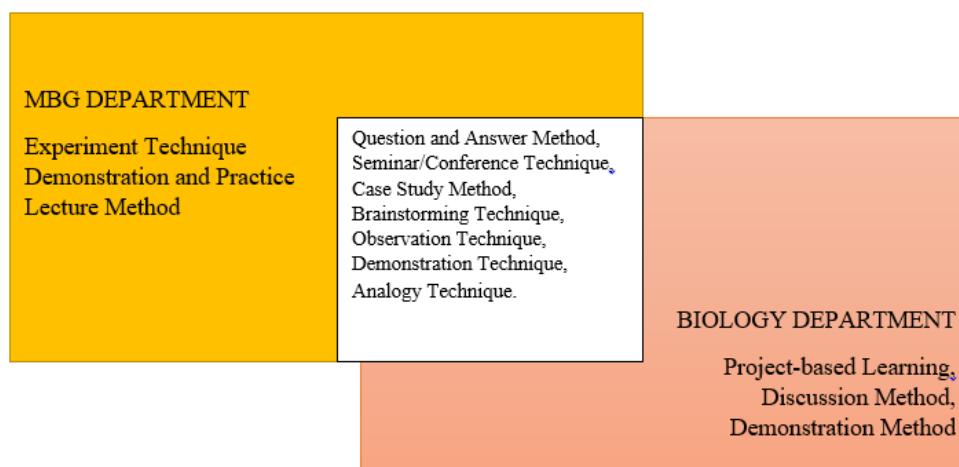 MBG DEPARTMENT
Experiment Technique
Demonstration and Practice
Lecture Method
Question and Answer Method,
Seminar/Conference Technique,
Case Study Method,
Brainstorming Technique,
Observation Technique,
Demonstration Technique,
Analogy Technique.
BIOLOGY DEPARTMENT
Project-based Learning,
Discussion Method,
Demonstration Method